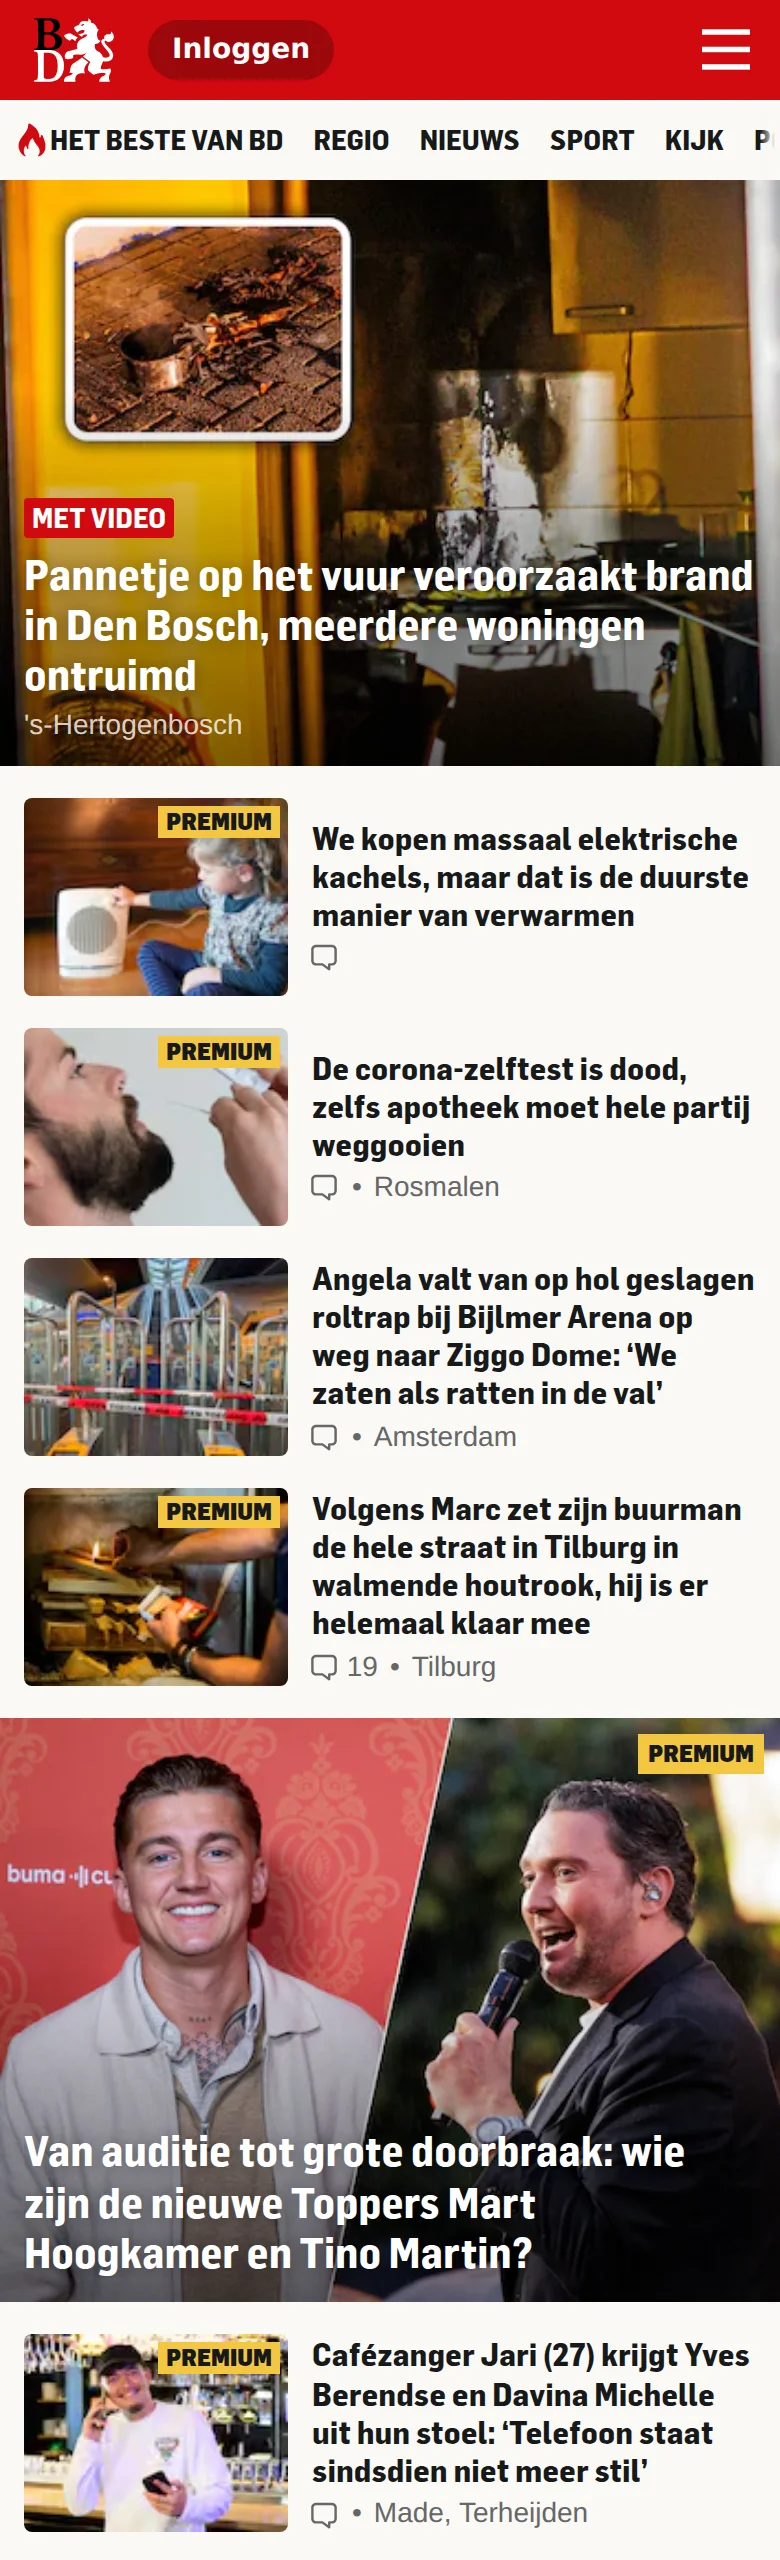 B
D
Inloggen
HET BESTE VAN BD REGIO NIEUWS SPORT KIJK
MET VIDEO
Pannetje op het vuur veroorzaakt brand
in Den Bosch, meerdere woningen
ontruimd
's-Hertogenbosch
PREMIUM
We kopen massaal elektrische
kachels, maar dat is de duurste
manier van verwarmen
PREMIUM
De corona-zelftest is dood,
zelfs apotheek moet hele partij
weggooien
• Rosmalen
Angela valt van op hol geslagen
roltrap bij Bijlmer Arena op
weg naar Ziggo Dome: ‘We
zaten als ratten in de val’
• Amsterdam
PREMIUM
Volgens Marc zet zijn buurman
de hele straat in Tilburg in
walmende houtrook, hij is er
helemaal klaar mee
19 • Tilburg
PREMIUM
buma
Van auditie tot grote doorbraak: wie
zijn de nieuwe Toppers Mart
Hoogkamer en Tino Martin?
PREMIUM
Cafézanger Jari (27) krijgt Yves
Berendse en Davina Michelle
uit hun stoel: ‘Telefoon staat
sindsdien niet meer stil’
• Made, Terheijden